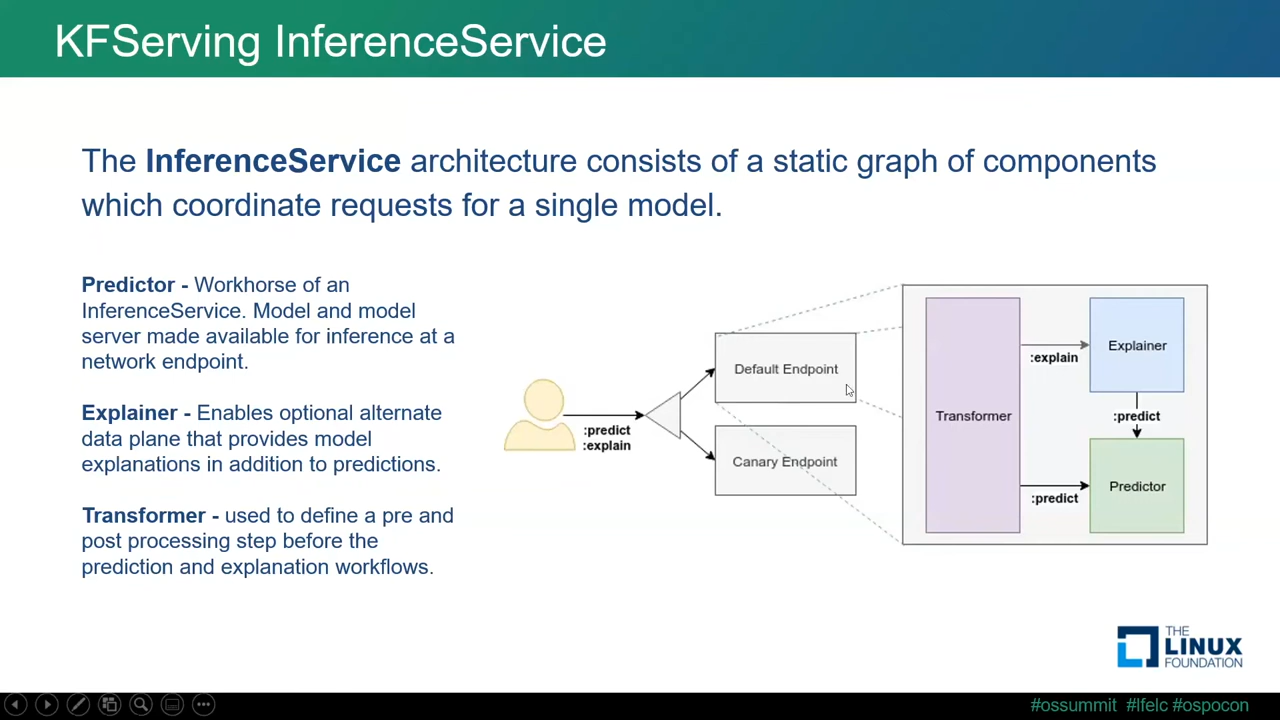 KFServing InferenceService
The InferenceService architecture consists of a static graph of components
which coordinate requests for a single model.
Predictor - Workhorse of an
InferenceService. Model and model
server made available for inference at a
network endpoint.
Explainer - Enables optional alternate
data plane that provides model
explanations in addition to predictions.
Transformer - used to define a pre and
post processing step before the
prediction and explanation workflows.
:predict
:explain
Default Endpoint
Canary Endpoint
Transformer
:explain
Explainer
:predict
:predict
Predictor
THE
LINUX
FOUNDATION
#ossummit #lfelc #ospocon